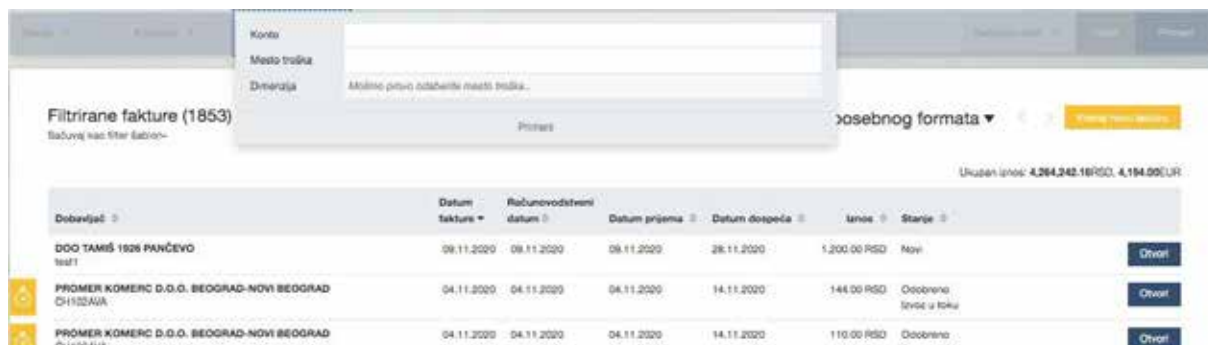 Konto
Mesto troška
Dimenzija Molimo prvo odaberite mesto troška..
Primeni
Filtrirane fakture (1853)
Sačuvaj kao filter šablon
posebnog formata
Ukupan iznos: 4,264,242.16RSD, 4,194.00EUR
Dobavljač Datum fakture Računovodstveni datum Datum prijema Datum dospeća Iznos Stanje
DOO TAMIŠ 1926 PANČEVO 09.11.2020 09.11.2020 09.11.2020 28.11.2020 1,200.00 RSD Novi Otvori
test1
PROMER KOMERC D.O.O. BEOGRAD-NOVI BEOGRAD 04.11.2020 04.11.2020 04.11.2020 14.11.2020 144.00 RSD Odobreno Otvori
CH102AVA Izvoz u toku
PROMER KOMERC D.O.O. BEOGRAD-NOVI BEOGRAD 04.11.2020 04.11.2020 04.11.2020 14.11.2020 110.00 RSD Odobreno Otvori